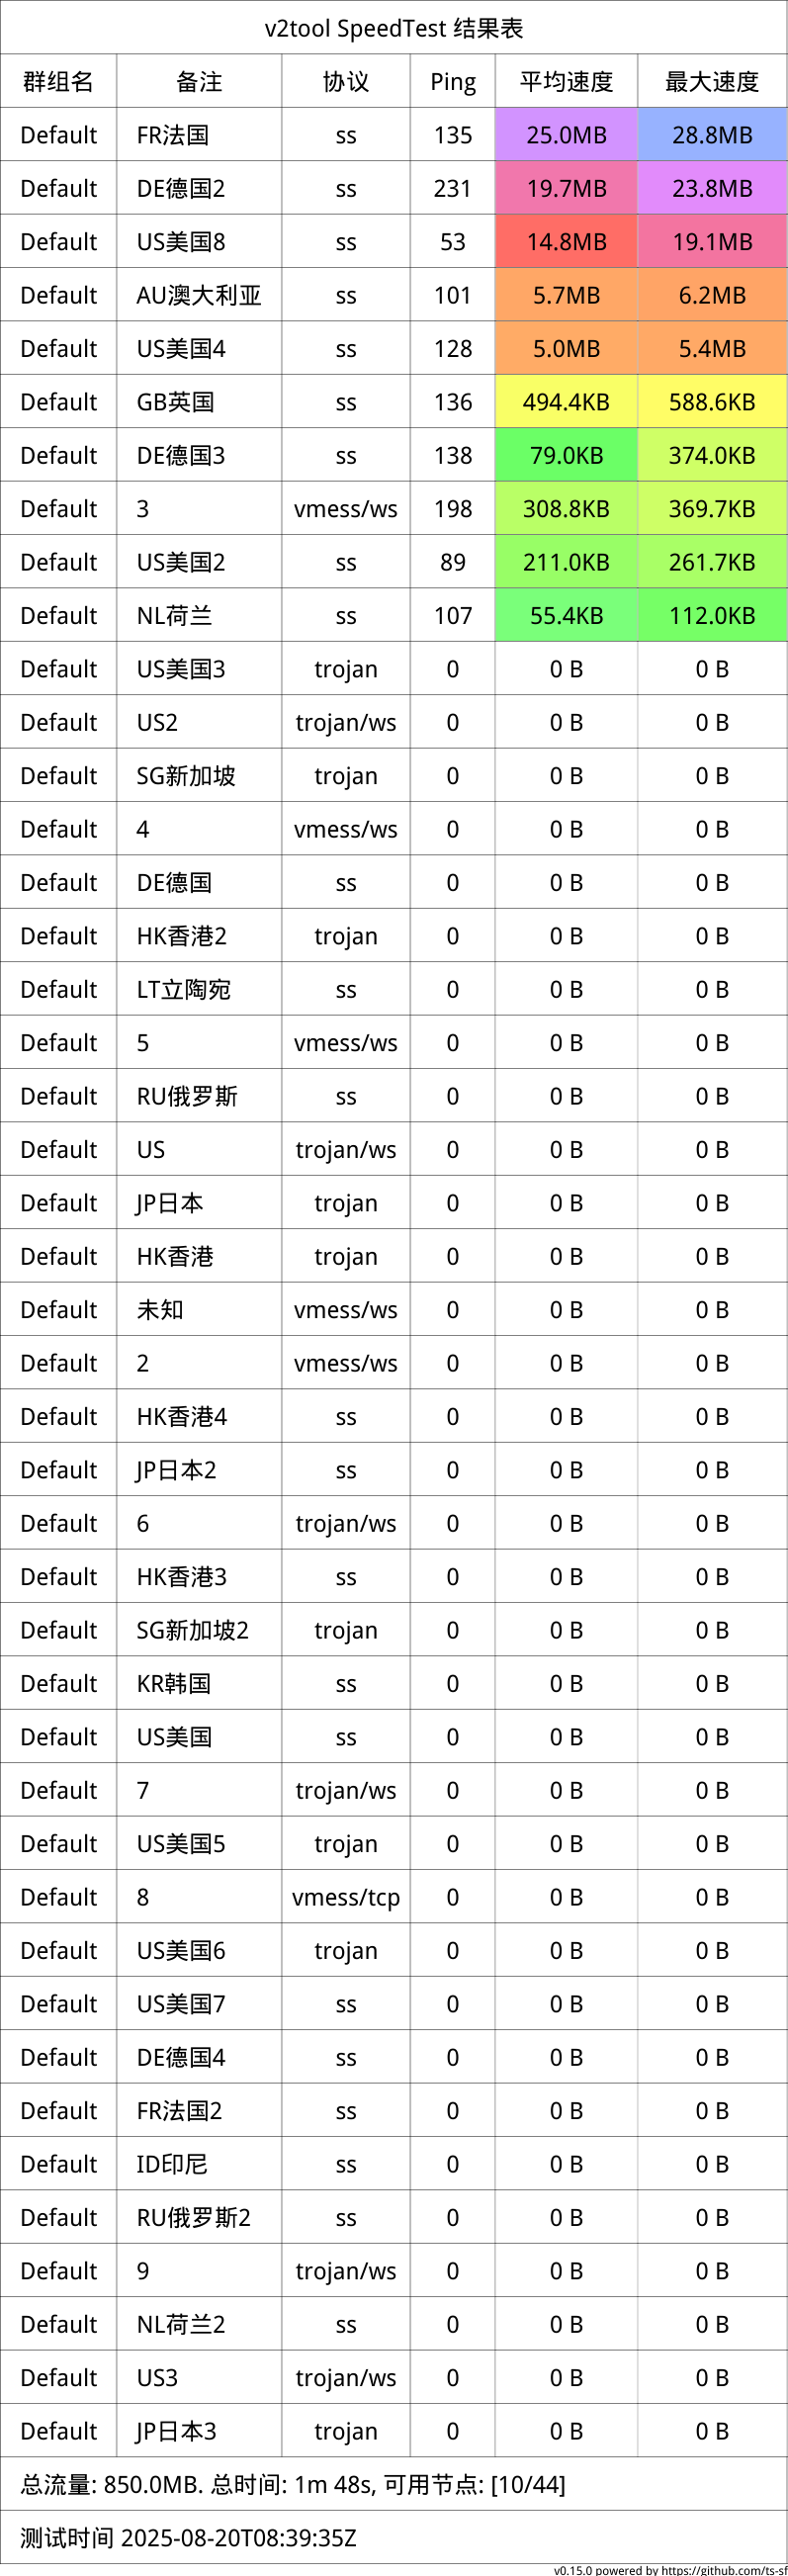 v2tool SpeedTest 结果表
群组名 备注 协议 Ping 平均速度 最大速度
Default FR法国 ss 135 25.0MB 28.8MB
Default DE德国2 ss 231 19.7MB 23.8MB
Default US美国8 ss 53 14.8MB 19.1MB
Default AU澳大利亚 ss 101 5.7MB 6.2MB
Default US美国4 ss 128 5.0MB 5.4MB
Default GB英国 ss 136 494.4KB 588.6KB
Default DE德国3 ss 138 79.0KB 374.0KB
Default 3 vmess/ws 198 308.8KB 369.7KB
Default US美国2 ss 89 211.0KB 261.7KB
Default NL荷兰 ss 107 55.4KB 112.0KB
Default US美国3 trojan 0 0 B 0 B
Default US2 trojan/ws 0 0 B 0 B
Default SG新加坡 trojan 0 0 B 0 B
Default 4 vmess/ws 0 0 B 0 B
Default DE德国 ss 0 0 B 0 B
Default HK香港2 trojan 0 0 B 0 B
Default LT立陶宛 ss 0 0 B 0 B
Default 5 vmess/ws 0 0 B 0 B
Default RU俄罗斯 ss 0 0 B 0 B
Default US trojan/ws 0 0 B 0 B
Default JP日本 trojan 0 0 B 0 B
Default HK香港 trojan 0 0 B 0 B
Default 未知 vmess/ws 0 0 B 0 B
Default 2 vmess/ws 0 0 B 0 B
Default HK香港4 ss 0 0 B 0 B
Default JP日本2 ss 0 0 B 0 B
Default 6 trojan/ws 0 0 B 0 B
Default HK香港3 ss 0 0 B 0 B
Default SG新加坡2 trojan 0 0 B 0 B
Default KR韩国 ss 0 0 B 0 B
Default US美国 ss 0 0 B 0 B
Default 7 trojan/ws 0 0 B 0 B
Default US美国5 trojan 0 0 B 0 B
Default 8 vmess/tcp 0 0 B 0 B
Default US美国6 trojan 0 0 B 0 B
Default US美国7 ss 0 0 B 0 B
Default DE德国4 ss 0 0 B 0 B
Default FR法国2 ss 0 0 B 0 B
Default ID印尼 ss 0 0 B 0 B
Default RU俄罗斯2 ss 0 0 B 0 B
Default 9 trojan/ws 0 0 B 0 B
Default NL荷兰2 ss 0 0 B 0 B
Default US3 trojan/ws 0 0 B 0 B
Default JP日本3 trojan 0 0 B 0 B
总流量: 850.0MB. 总时间: 1m 48s, 可用节点: [10/44]
测试时间 2025-08-20T08:39:35Z
v0.15.0 powered by https://github.com/ts-sf